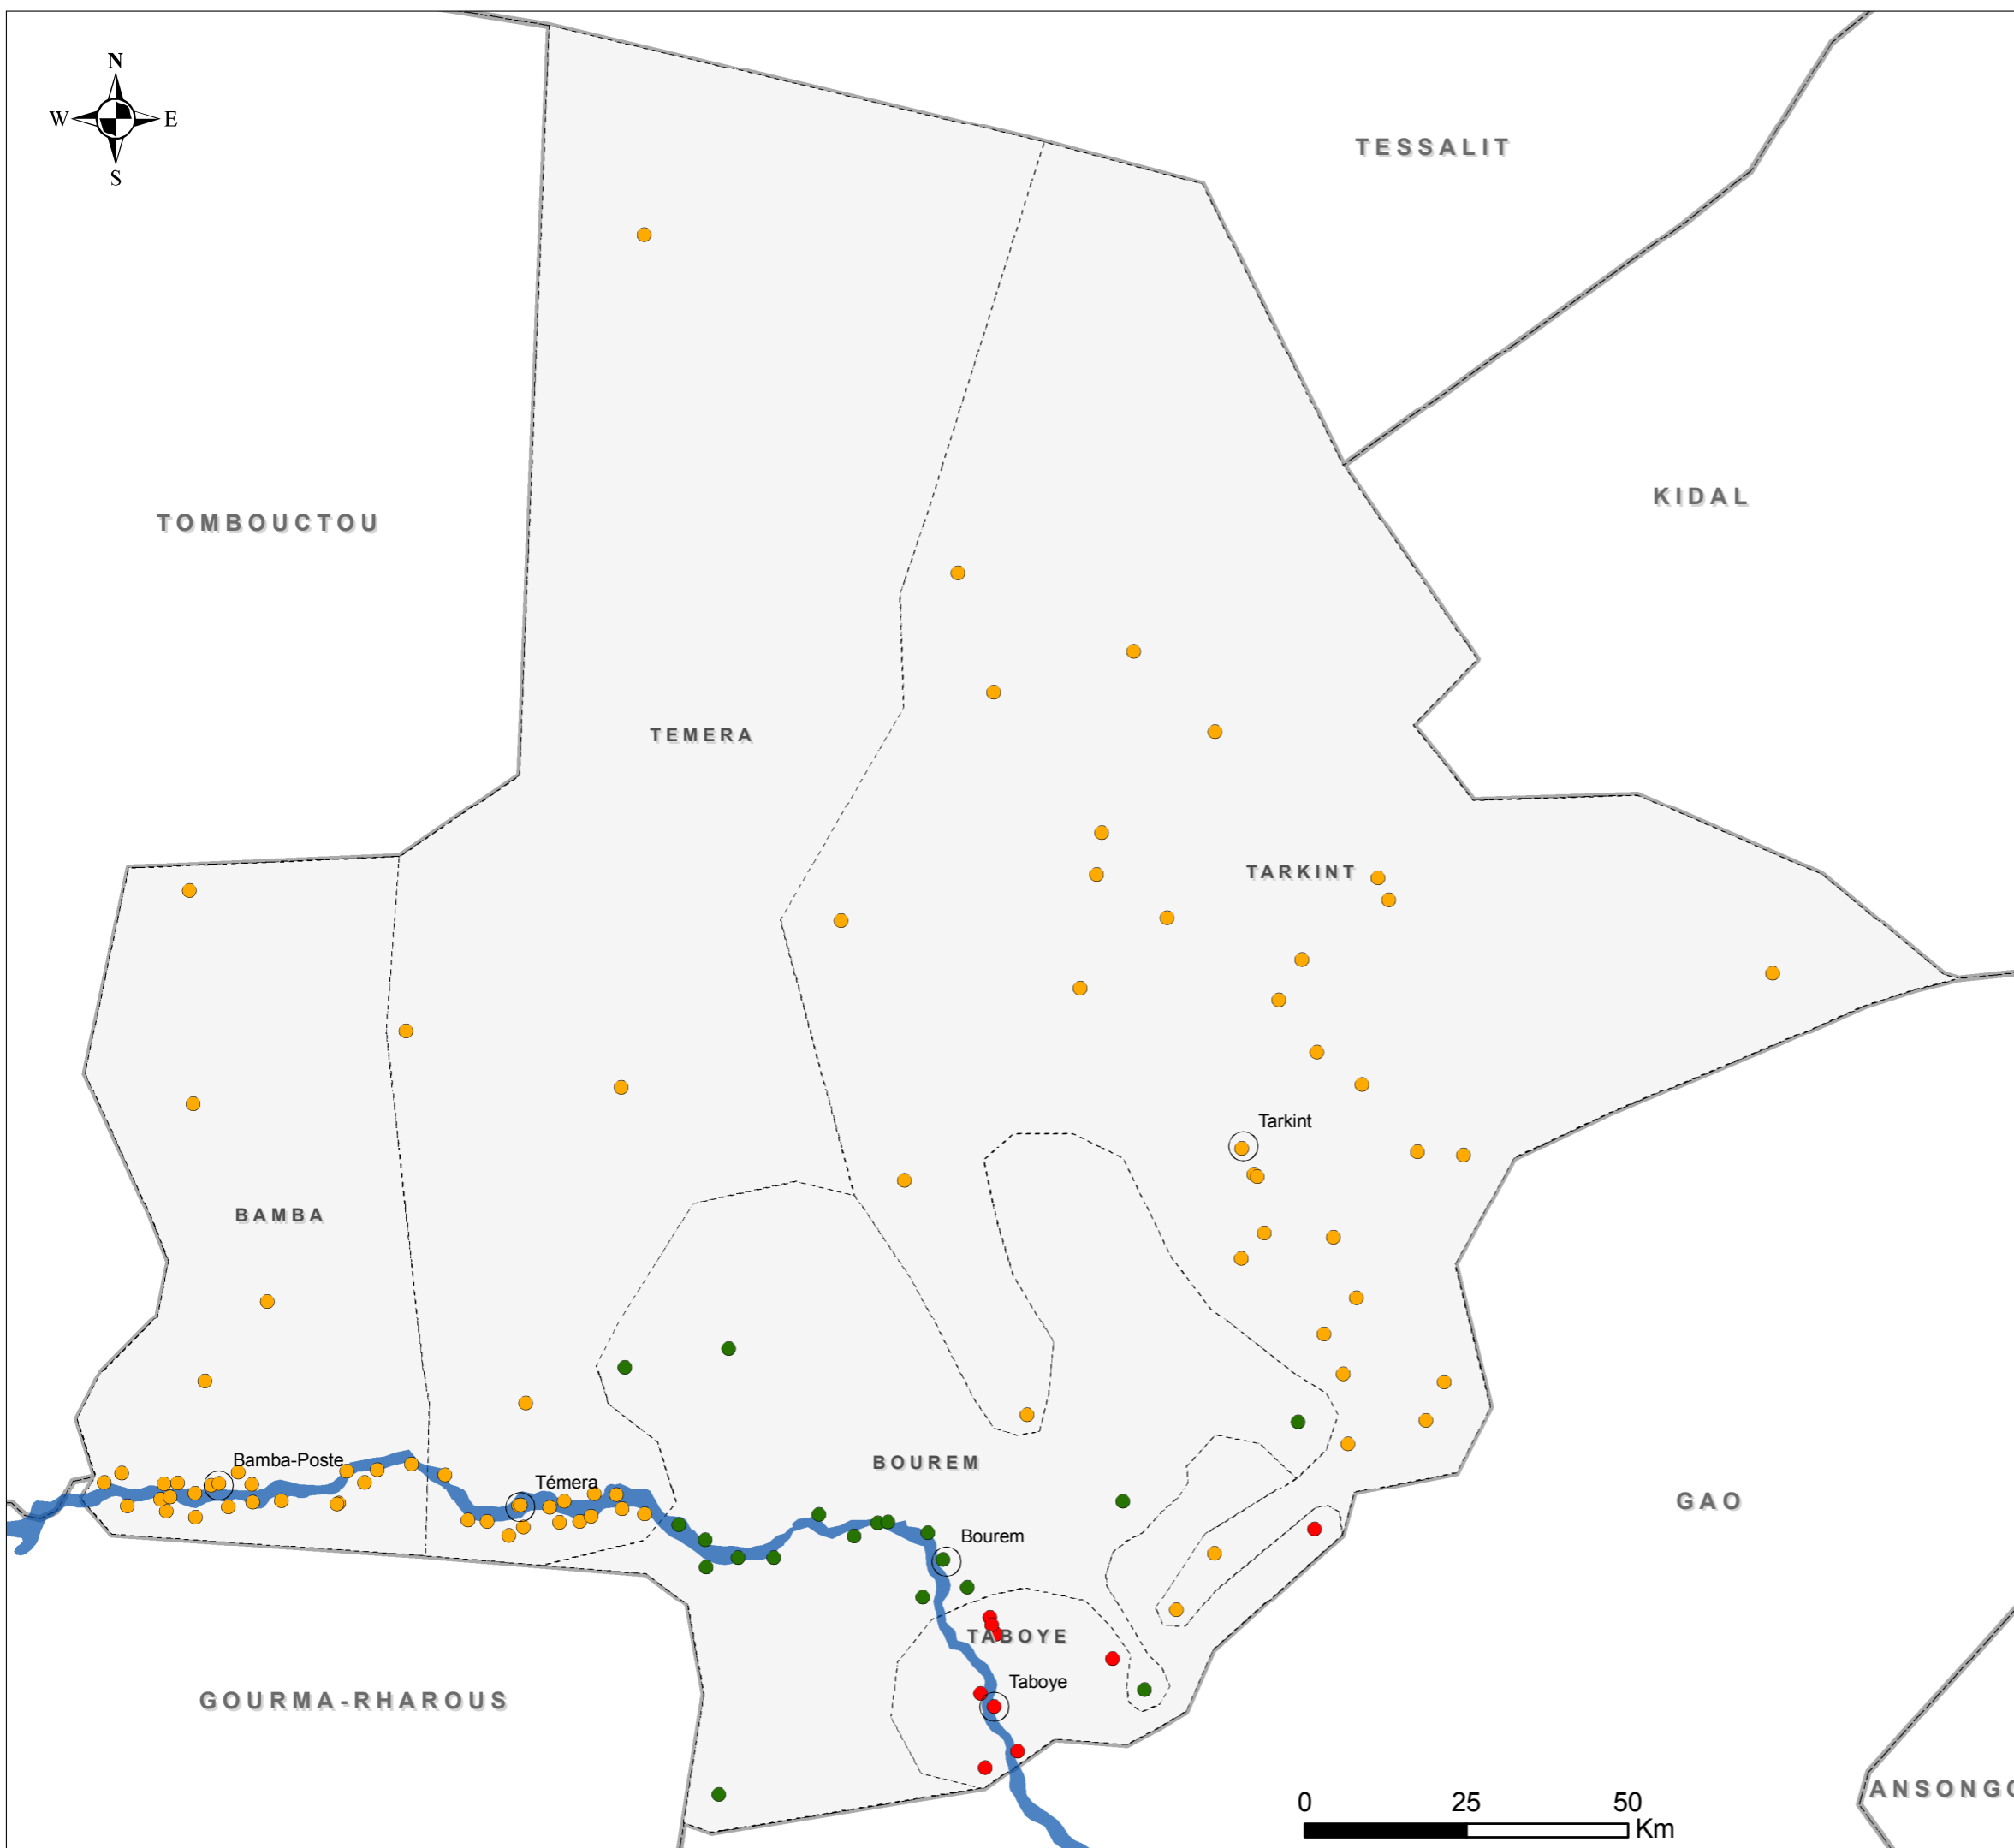 N
W E
S
TESSALIT
KIDAL
TOMBOUCTOU
TEMERA
TARKINT
Tarkint
BAMBA
Bamba-Poste
BOUREM
Témera
GAO
Bourem
TABOYE
Taboye
GOURMA-RHAROUS
ANSONGO
0 25 50
Km